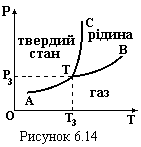 P
C
твердий рідина
стан B
P3 T
A газ
O T3 T
Рисунок 6.14